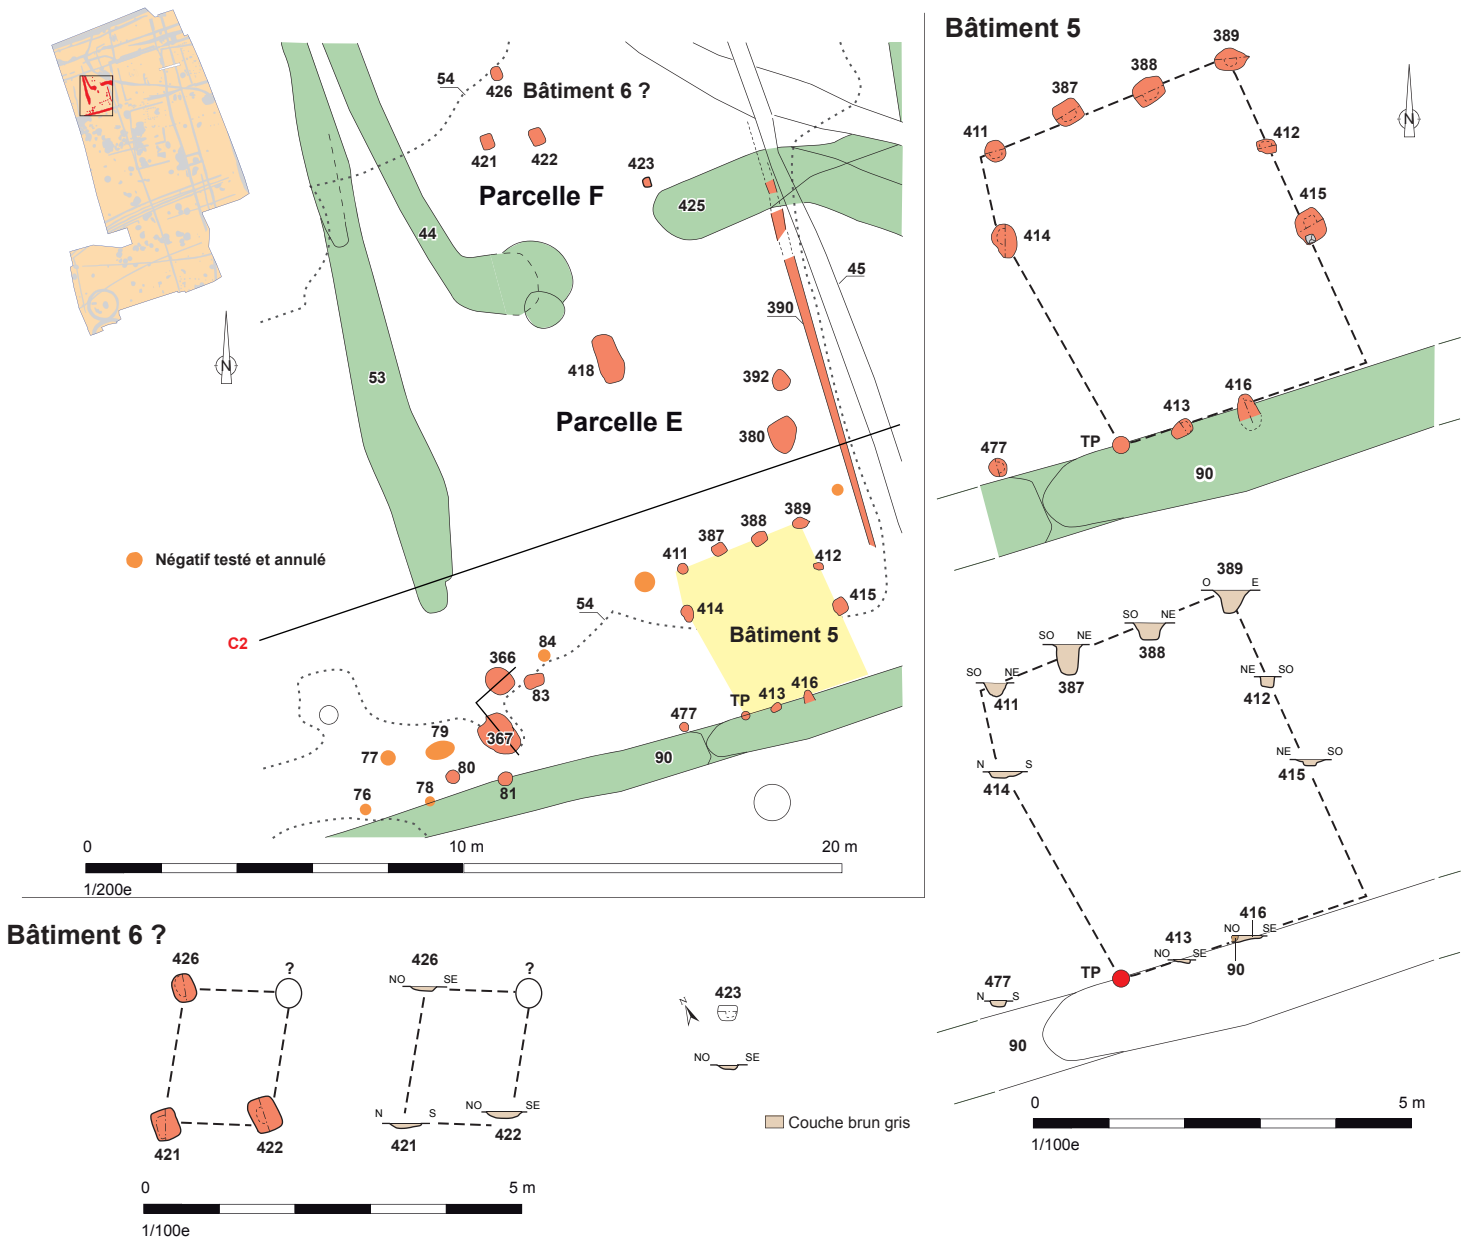 54
426
Bâtiment 6 ?
421
422
423
Parcelle F
425
44
45
N
390
53
418
392
Parcelle E
380
389
388
387
411
412
Négatif testé et annulé
54
414
415
C2
Bâtiment 5
84
366
83
416
TP
413
477
367
79
77
90
80
78
81
76
0
10 m
20 m
1/200e
Bâtiment 5
389
388
387
411
412
N
415
414
416
413
TP
477
90
389
O
E
SO
NE
388
SO
NE
387
NE
SO
412
SO
NE
411
NE
SO
415
N
S
414
416
NO
SE
413
NO
SE
TP
90
477
N
S
90
0
5 m
1/100e
Bâtiment 6 ?
426
?
421
422
426
NO
SE
?
N
S
421
NO
SE
422
N
423
NO
SE
Couche brun gris
0
5 m
1/100e